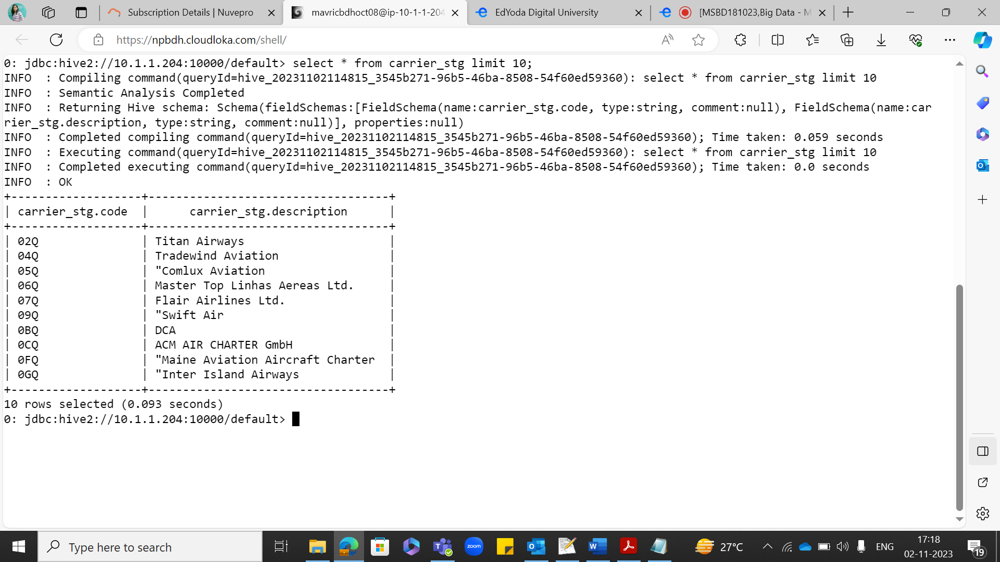 Subscription Details | Nuvepro
mavricbdhoct08@ip-10-1-1-204
EdYoda Digital University
[MSBD181023,Big Data - M
https://npbdh.cloudloka.com/shell/
0: jdbc:hive2://10.1.1.204:10000/default> select * from carrier_stg limit 10;
INFO  : Compiling command(queryId=hive_20231102114815_3545b271-96b5-46ba-8508-54f60ed59360): select * from carrier_stg limit 10
INFO  : Semantic Analysis Completed
INFO  : Returning Hive schema: Schema(fieldSchemas:[FieldSchema(name:carrier_stg.code, type:string, comment:null), FieldSchema(name:car
rier_stg.description, type:string, comment:null)], properties:null)
INFO  : Completed compiling command(queryId=hive_20231102114815_3545b271-96b5-46ba-8508-54f60ed59360); Time taken: 0.059 seconds
INFO  : Executing command(queryId=hive_20231102114815_3545b271-96b5-46ba-8508-54f60ed59360): select * from carrier_stg limit 10
INFO  : Completed executing command(queryId=hive_20231102114815_3545b271-96b5-46ba-8508-54f60ed59360); Time taken: 0.0 seconds
INFO  : OK
+-------------------+-----------------------------------+
| carrier_stg.code  |      carrier_stg.description      |
+-------------------+-----------------------------------+
| 02Q               | Titan Airways                     |
| 04Q               | Tradewind Aviation                |
| 05Q               | "Comlux Aviation                  |
| 06Q               | Master Top Linhas Aereas Ltd.     |
| 07Q               | Flair Airlines Ltd.               |
| 09Q               | "Swift Air                        |
| 0BQ               | DCA                               |
| 0CQ               | ACM AIR CHARTER GmbH              |
| 0FQ               | "Maine Aviation Aircraft Charter  |
| 0GQ               | "Inter Island Airways             |
+-------------------+-----------------------------------+
10 rows selected (0.093 seconds)
0: jdbc:hive2://10.1.1.204:10000/default>
Type here to search
zoom
27°C
ENG
17:18
02-11-2023
19